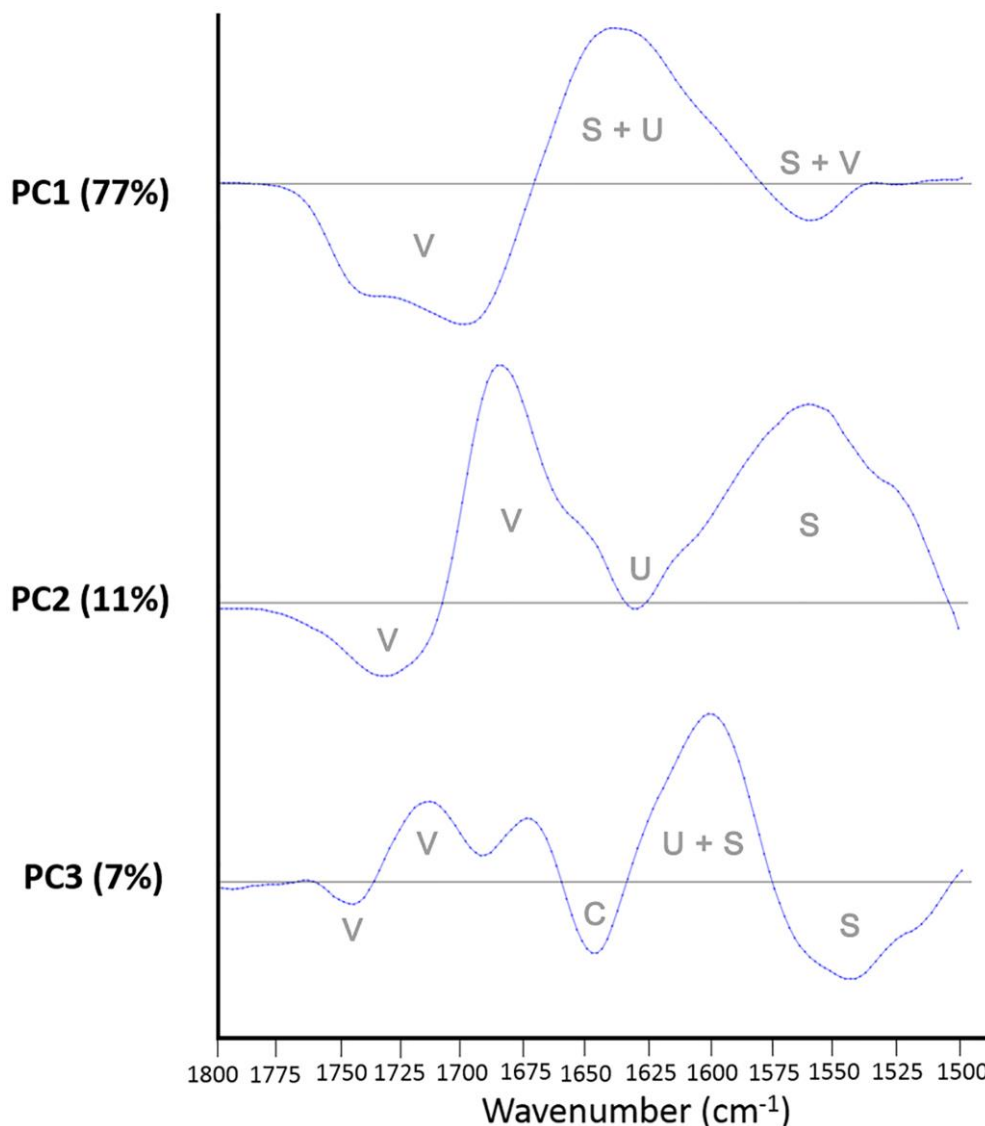 S + U
S + V
PC1 (77%)
V
V
S
U
PC2 (11%)
V
V
U + S
PC3 (7%)
C
S
V
1800 1775 1750 1725 1700 1675 1650 1625 1600 1575 1550 1525 1500
Wavenumber (cm⁻¹)